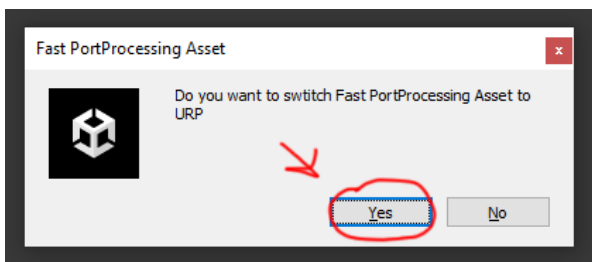 Fast PortProcessing Asset
x
Do you want to swtitch Fast PortProcessing Asset to
URP
Yes
No